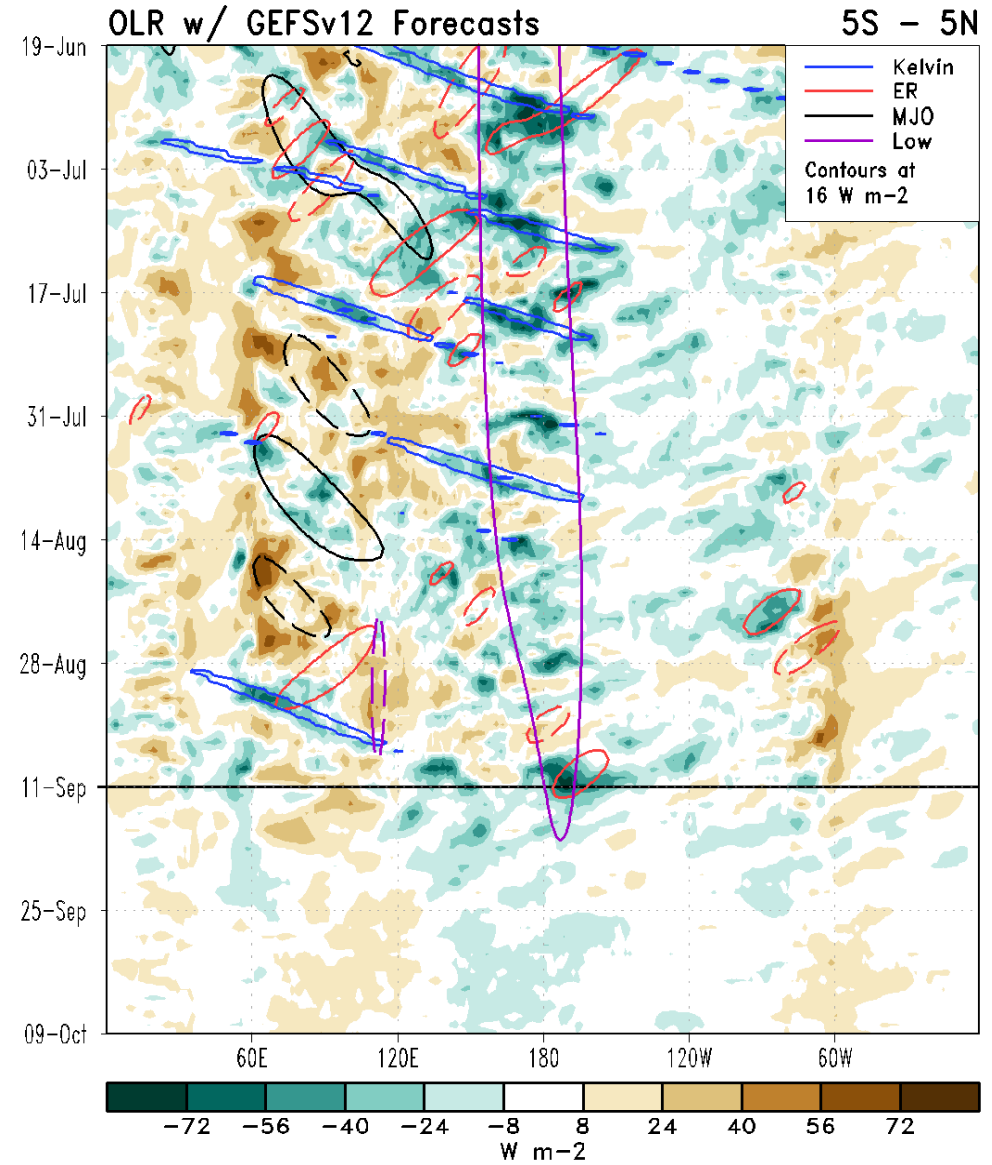 OLR w/ GEFSv12 Forecasts 5S - 5N
Kelvin
ER
MJO
Low
Contours at
16 W m-2
19-Jun
03-Jul
17-Jul
31-Jul
14-Aug
28-Aug
11-Sep
25-Sep
09-Oct
60E 120E 180 120W 60W
-72 -56 -40 -24 -8 8 24 40 56 72
W m-2